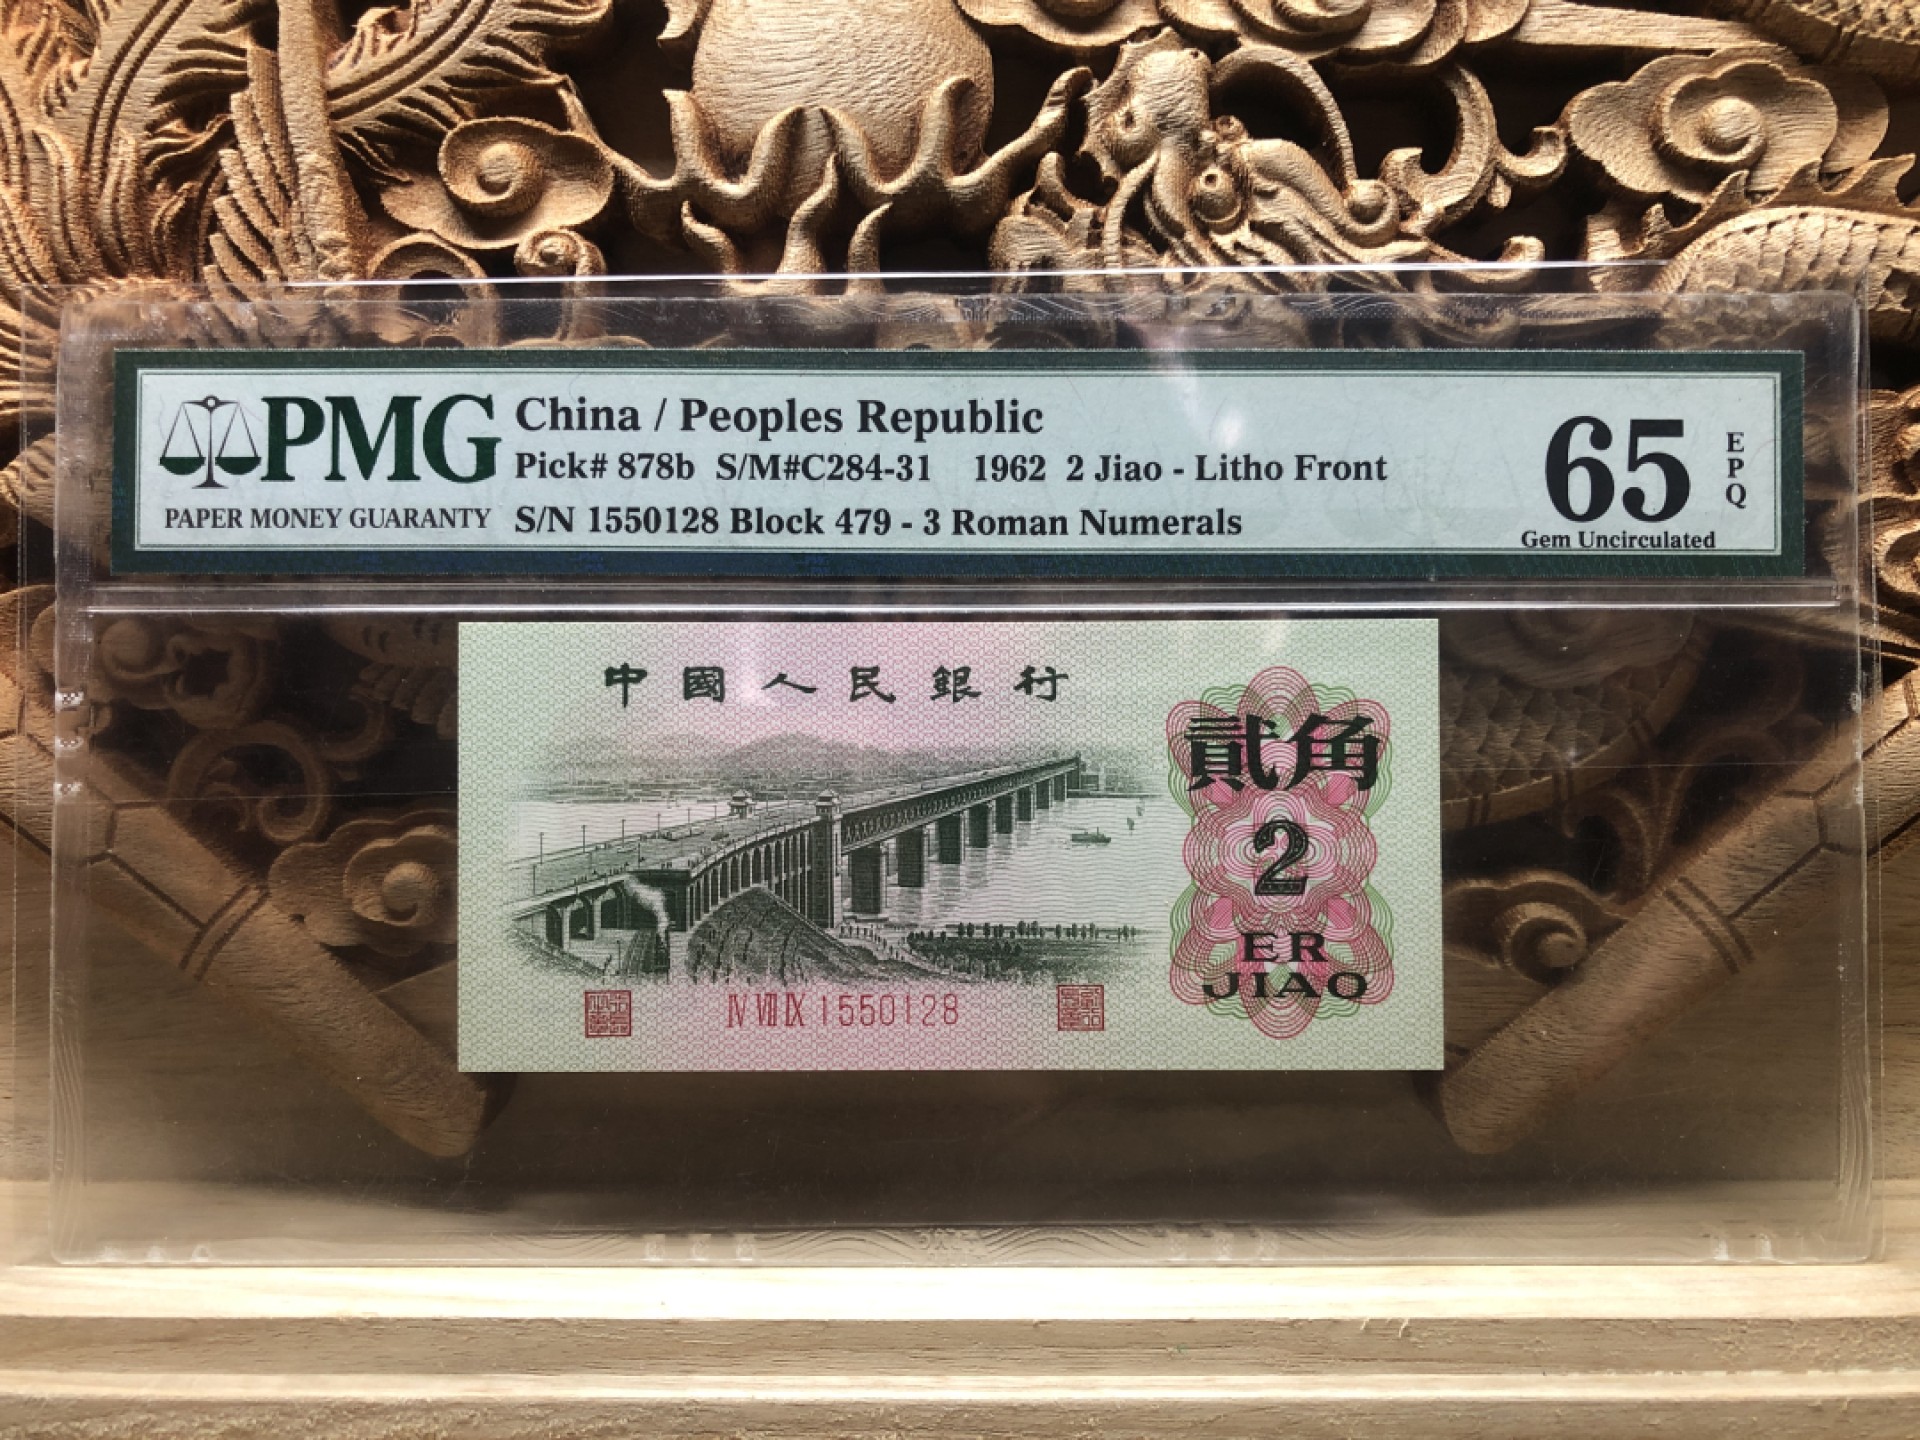 PMG
PAPER MONEY GUARANTY
China / Peoples Republic
Pick# 878b S/M#C284-31 1962 2 Jiao - Litho Front
S/N 1550128 Block 479 - 3 Roman Numerals
65
EPQ
Gem Uncirculated
中國人民銀行
貳角
2
ER
JIAO
Ⅳ Ⅶ Ⅸ 1550128